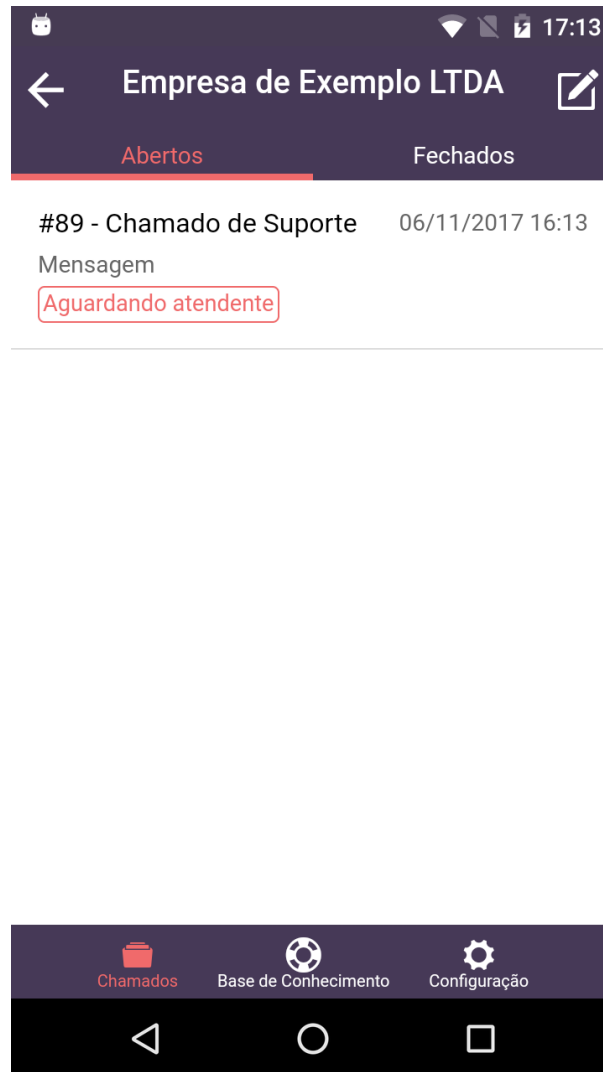 17:13
Empresa de Exemplo LTDA
Abertos Fechados
#89 - Chamado de Suporte 06/11/2017 16:13
Mensagem
Aguardando atendente
Chamados Base de Conhecimento Configuração